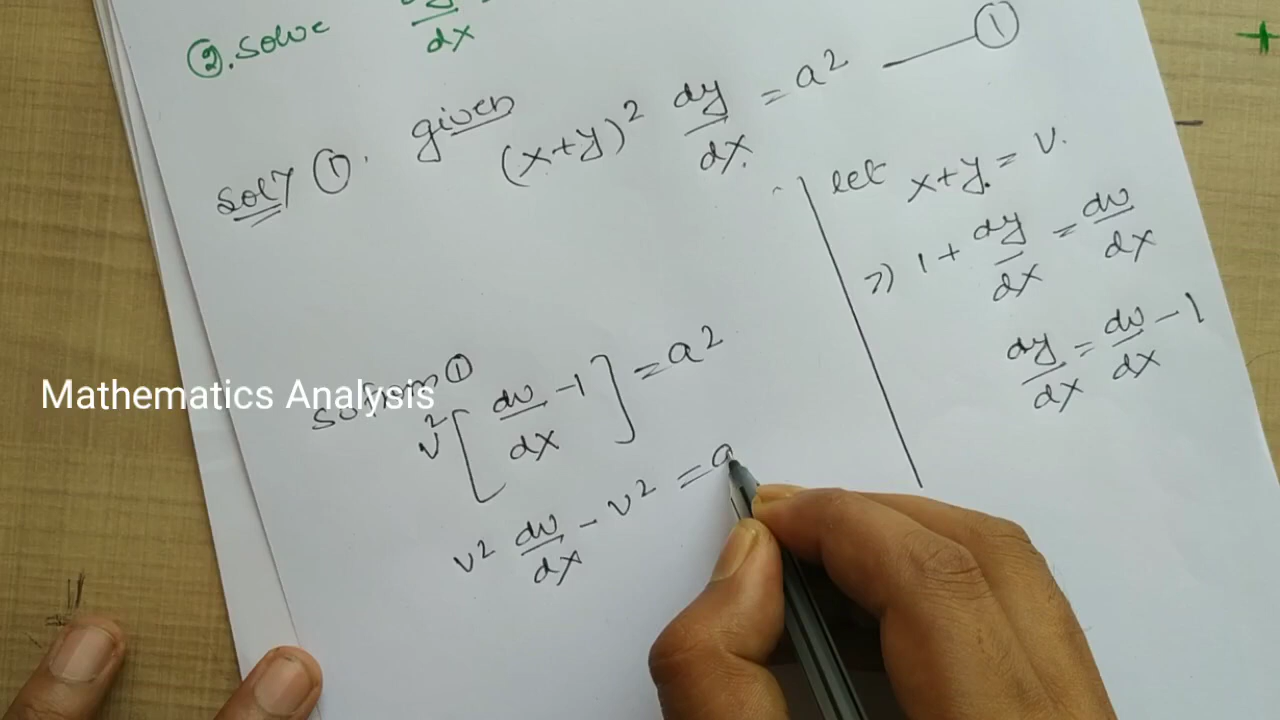 ②. Solve dy/dx
Sol^n ①. given (x+y)² dy/dx = a² — ①
let x+y = v.
⇒ 1 + dy/dx = dv/dx
dy/dx = dv/dx - 1
① 
v² [ dv/dx - 1 ] = a²
v² dv/dx - v² = a
Mathematics Analysis